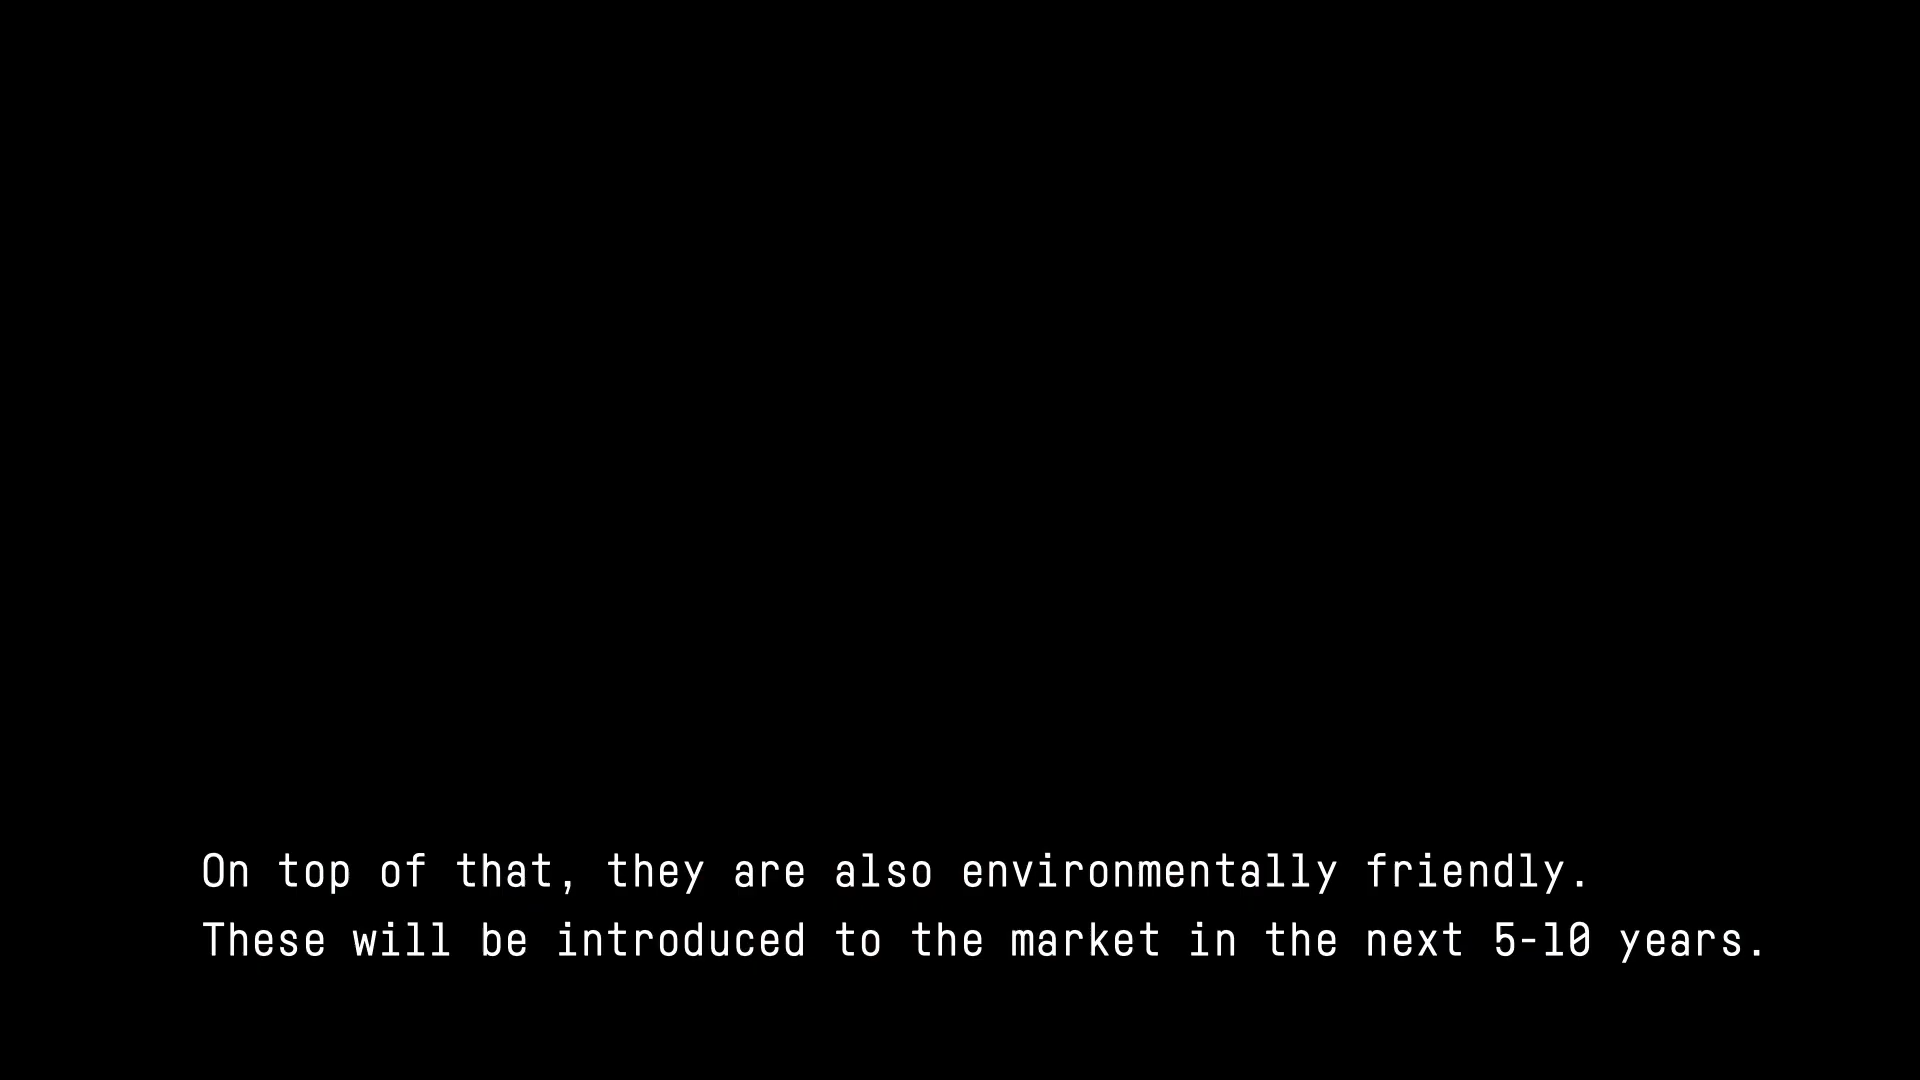 On top of that, they are also environmentally friendly.
These will be introduced to the market in the next 5-10 years.